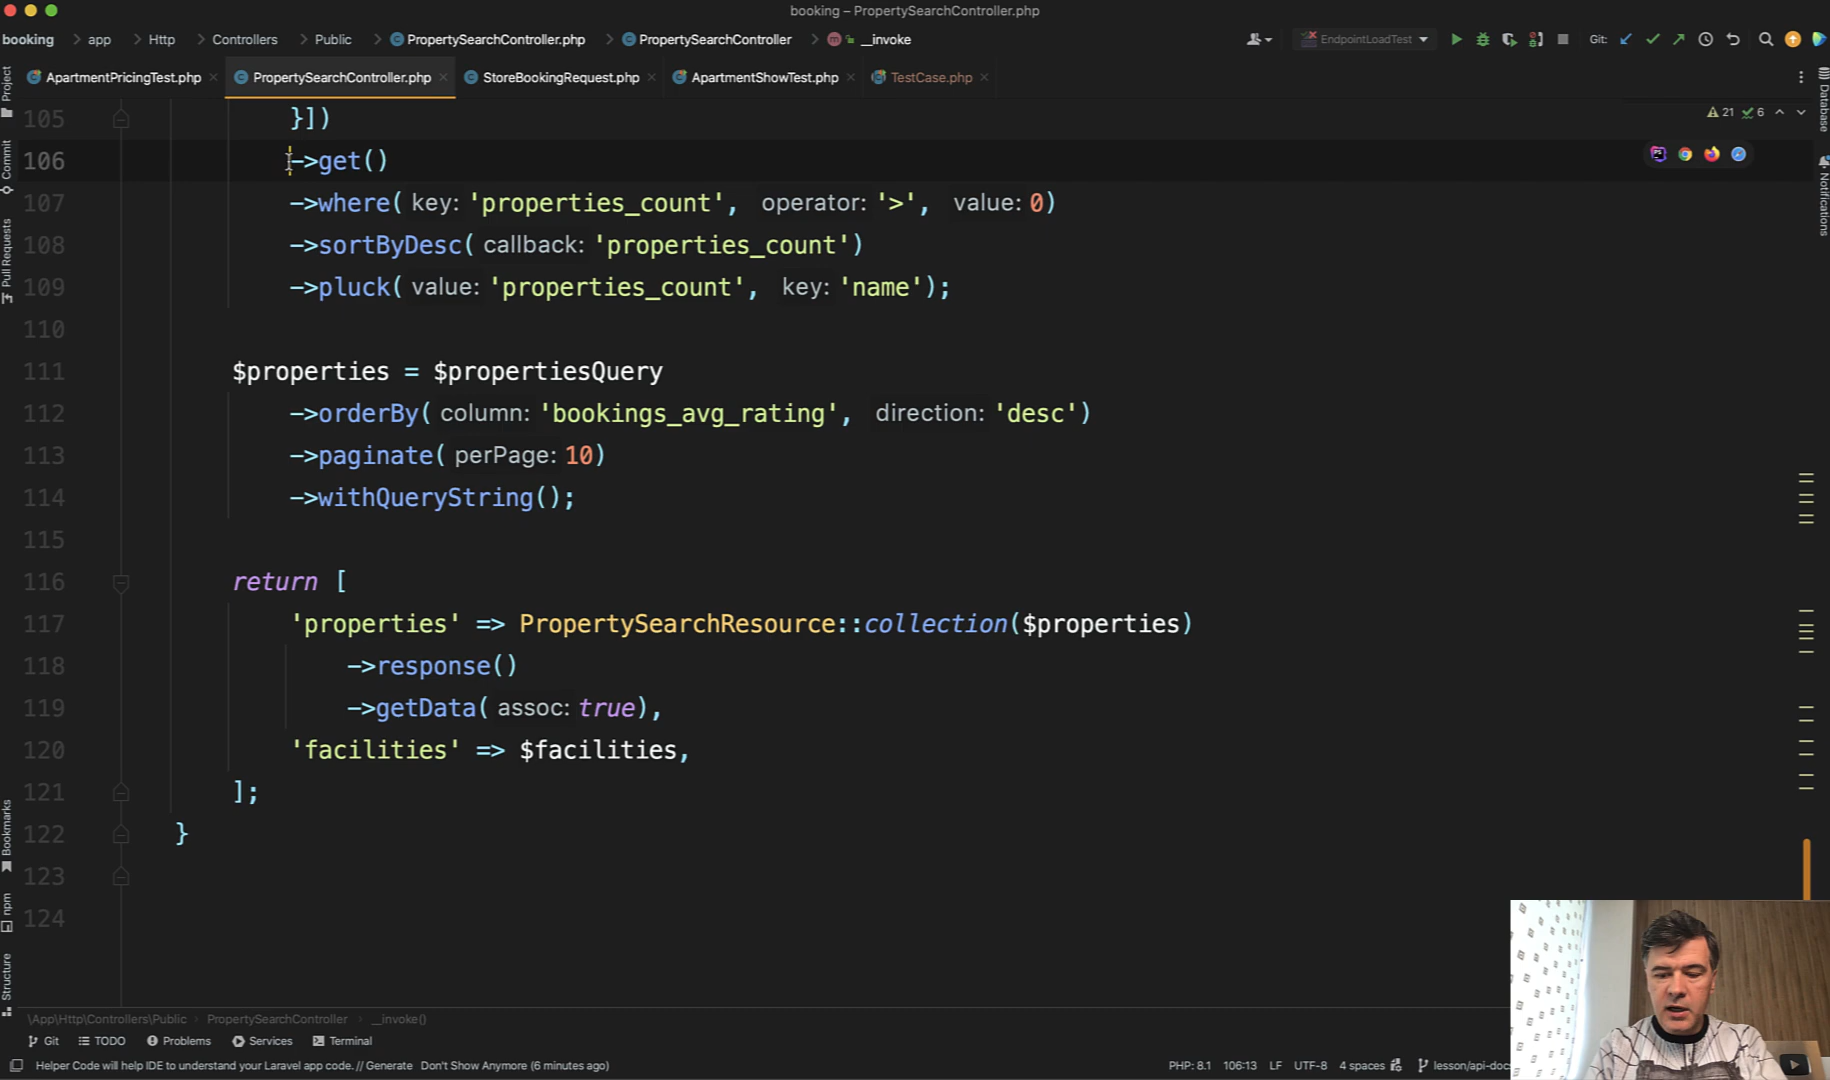 booking – PropertySearchController.php
booking app Http Controllers Public PropertySearchController.php PropertySearchController __invoke EndpointLoadTest Git:
ApartmentPricingTest.php PropertySearchController.php StoreBookingRequest.php ApartmentShowTest.php TestCase.php
Project
Commit
Pull Requests
Bookmarks
npm
Structure
Database
Notifications
21 6
105 }])
106 ->get()
107 ->where( key: 'properties_count', operator: '>', value: 0)
108 ->sortByDesc( callback: 'properties_count')
109 ->pluck( value: 'properties_count', key: 'name');
110
111 $properties = $propertiesQuery
112 ->orderBy( column: 'bookings_avg_rating', direction: 'desc')
113 ->paginate( perPage: 10)
114 ->withQueryString();
115
116 return [
117 'properties' => PropertySearchResource::collection($properties)
118 ->response()
119 ->getData( assoc: true),
120 'facilities' => $facilities,
121 ];
122 }
123
124
\App\Http\Controllers\Public PropertySearchController __invoke()
Git TODO Problems Services Terminal
Helper Code will help IDE to understand your Laravel app code. // Generate Don't Show Anymore (6 minutes ago) PHP: 8.1 106:13 LF UTF-8 4 spaces lesson/api-docs